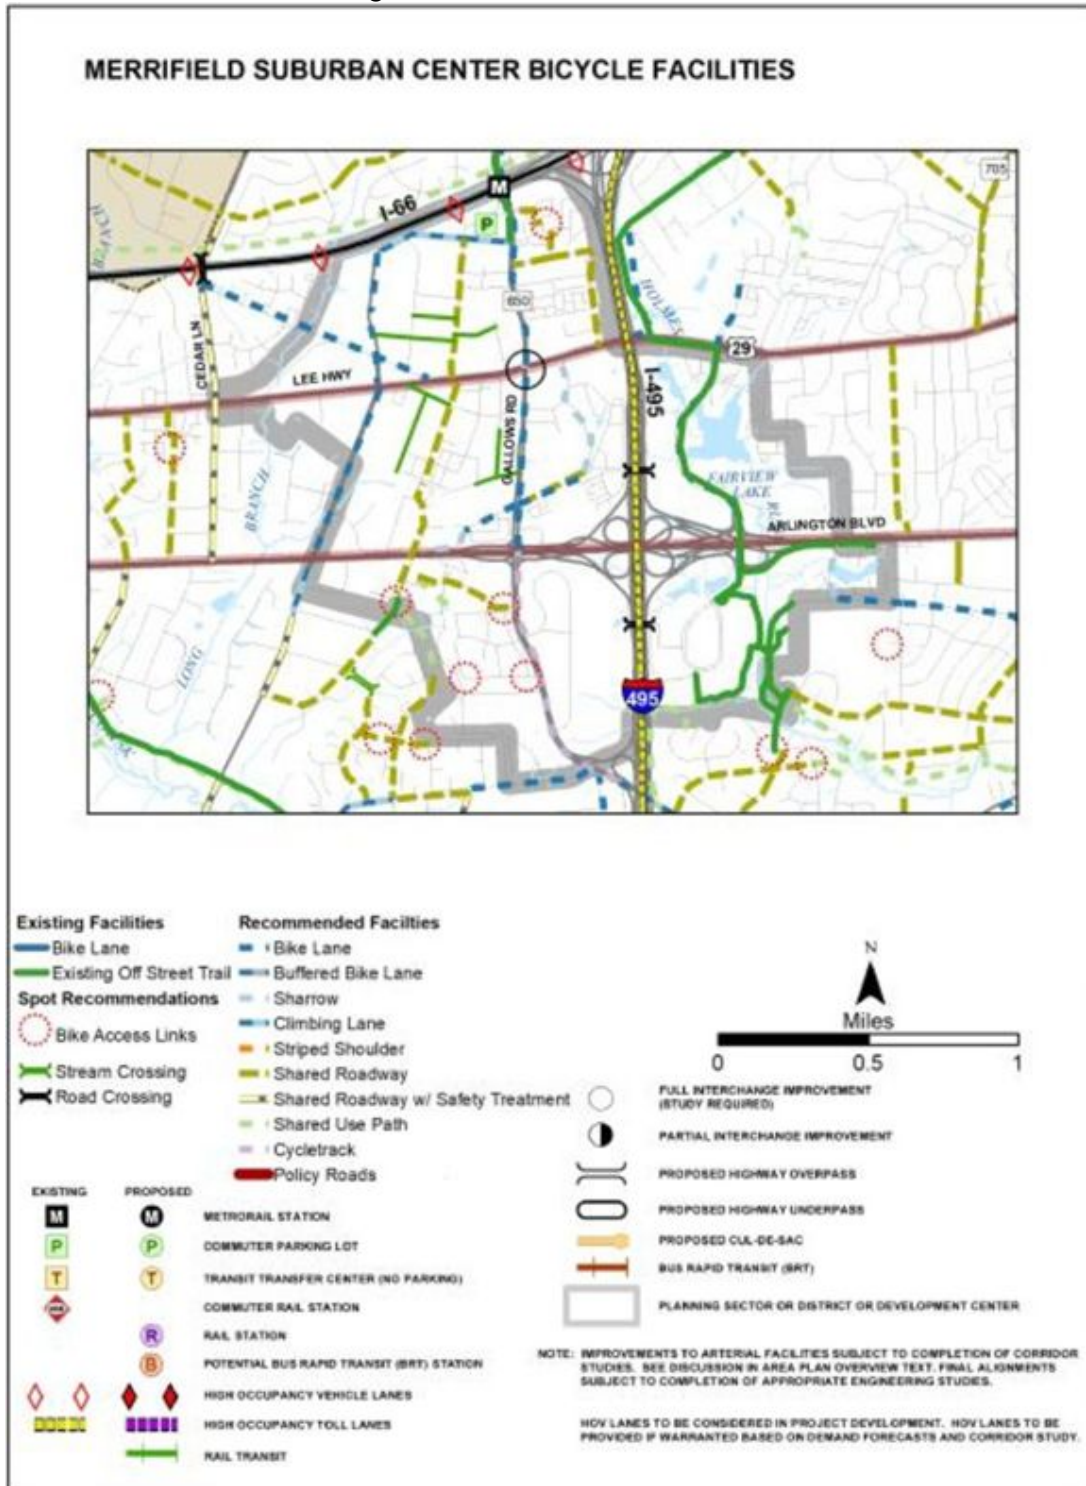 MERRIFIELD SUBURBAN CENTER BICYCLE FACILITIES
705
M
I-66
P
HOLMES
650
CEDAR LN
29
LEE HWY
I-495
GALLOWS RD
BRANCH
FAIRVIEW
LAKE
ARLINGTON BLVD
LONG
495
Existing Facilities
Bike Lane
Existing Off Street Trail
Spot Recommendations
Bike Access Links
Stream Crossing
Road Crossing
Recommended Facilties
Bike Lane
Buffered Bike Lane
Sharrow
Climbing Lane
Striped Shoulder
Shared Roadway
Shared Roadway w/ Safety Treatment
Shared Use Path
Cycletrack
Policy Roads
N
Miles
0 0.5 1
EXISTING PROPOSED
M M METRORAIL STATION
P P COMMUTER PARKING LOT
T T TRANSIT TRANSFER CENTER (NO PARKING)
COMMUTER RAIL STATION
R RAIL STATION
B POTENTIAL BUS RAPID TRANSIT (BRT) STATION
HIGH OCCUPANCY VEHICLE LANES
HIGH OCCUPANCY TOLL LANES
RAIL TRANSIT
FULL INTERCHANGE IMPROVEMENT
(STUDY REQUIRED)
PARTIAL INTERCHANGE IMPROVEMENT
PROPOSED HIGHWAY OVERPASS
PROPOSED HIGHWAY UNDERPASS
PROPOSED CUL-DE-SAC
BUS RAPID TRANSIT (BRT)
PLANNING SECTOR OR DISTRICT OR DEVELOPMENT CENTER
NOTE: IMPROVEMENTS TO ARTERIAL FACILITIES SUBJECT TO COMPLETION OF CORRIDOR
STUDIES. SEE DISCUSSION IN AREA PLAN OVERVIEW TEXT. FINAL ALIGNMENTS
SUBJECT TO COMPLETION OF APPROPRIATE ENGINEERING STUDIES.
HOV LANES TO BE CONSIDERED IN PROJECT DEVELOPMENT. HOV LANES TO BE
PROVIDED IF WARRANTED BASED ON DEMAND FORECASTS AND CORRIDOR STUDY.